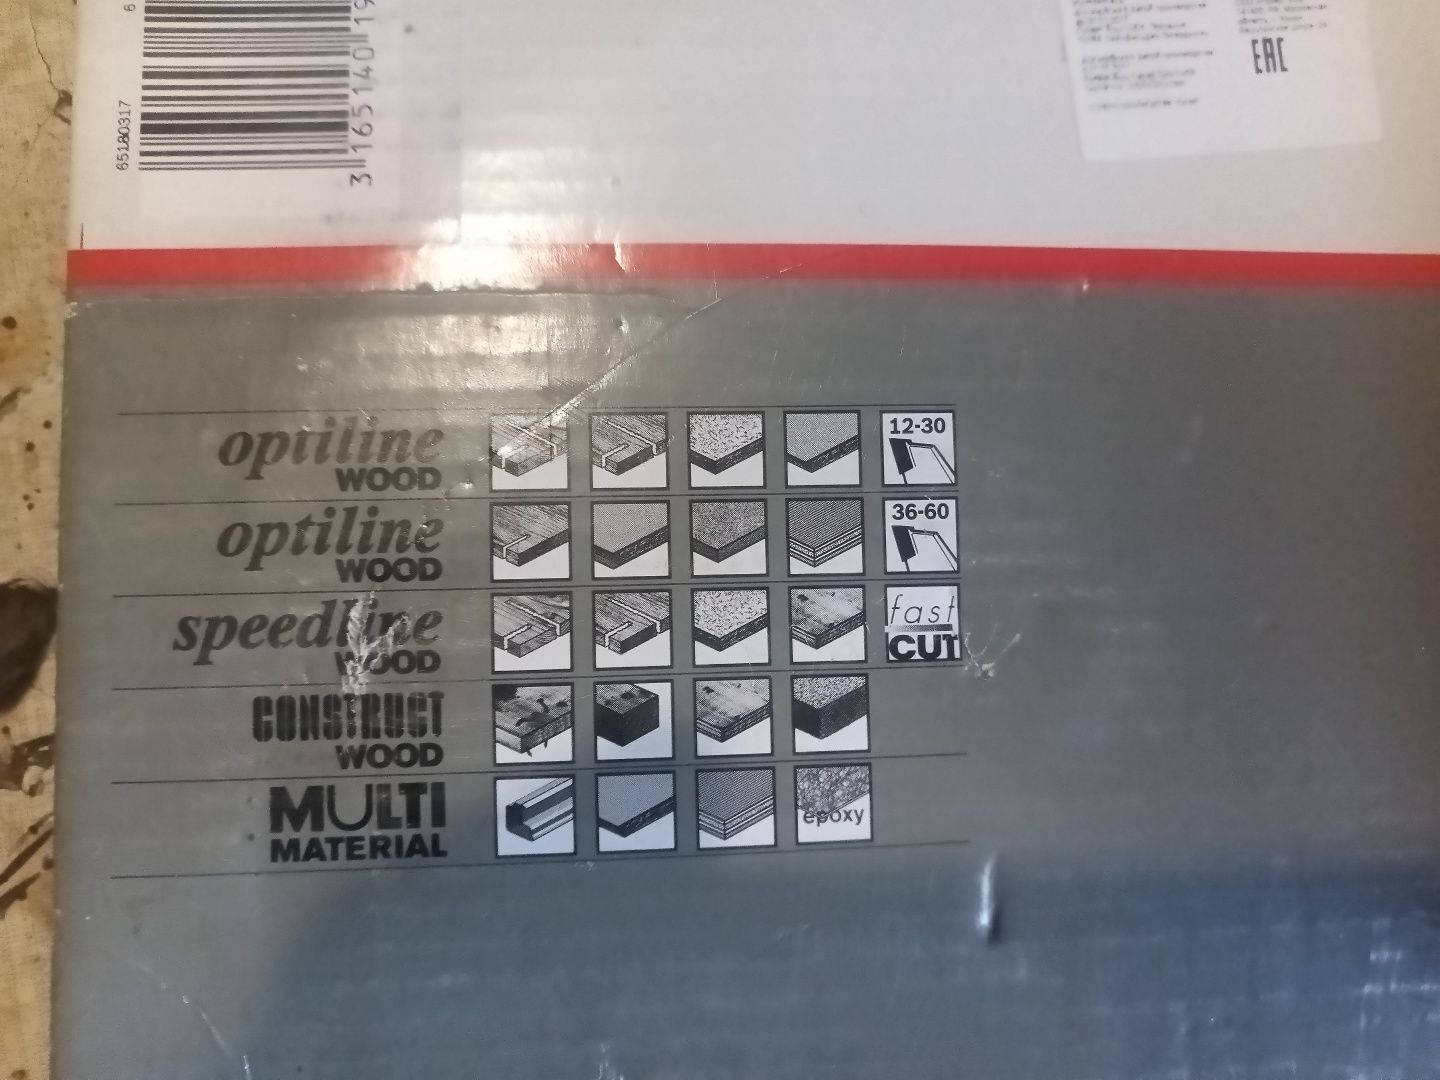 6
65180317
3 165140 19
EAC
optiline
WOOD
12-30
optiline
WOOD
36-60
speedline
WOOD
fast
CUT
CONSTRUCT
WOOD
MULTI
MATERIAL
epoxy